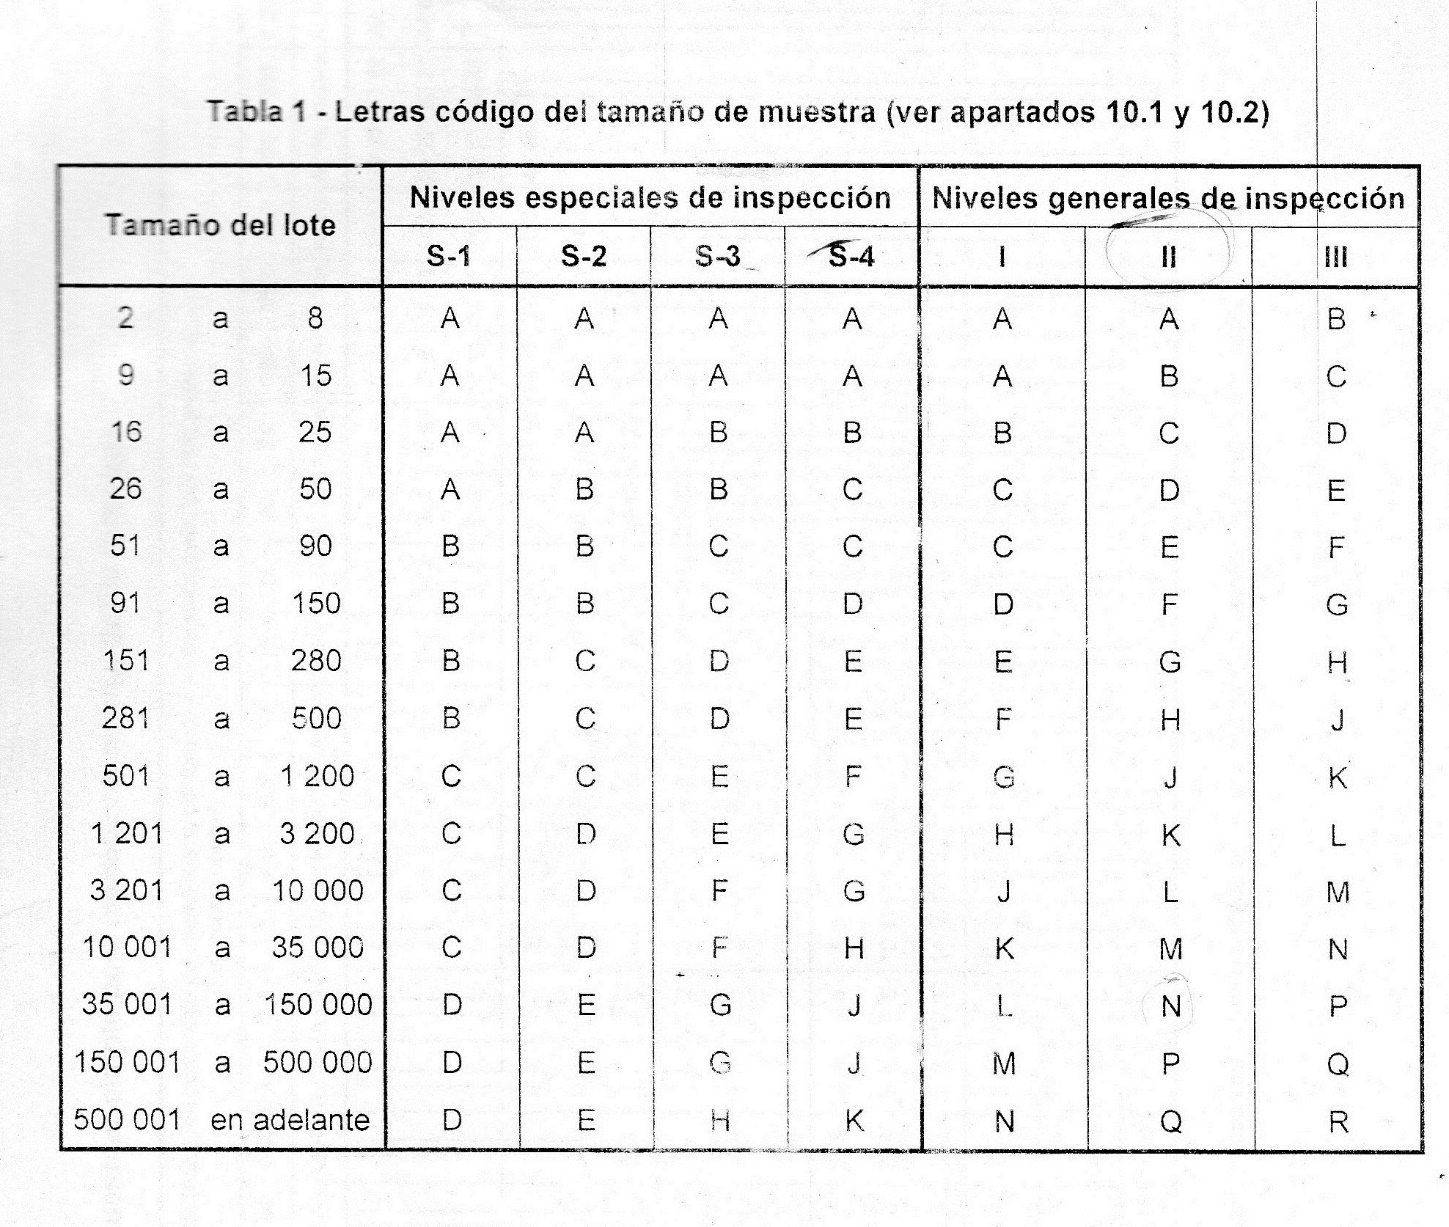 Tabla 1 - Letras código del tamaño de muestra (ver apartados 10.1 y 10.2)
Tamaño del lote Niveles especiales de inspección Niveles generales de inspección
S-1 S-2 S-3 S-4 I II III
2 a 8 A A A A A A B
9 a 15 A A A A A B C
16 a 25 A A B B B C D
26 a 50 A B B C C D E
51 a 90 B B C C C E F
91 a 150 B B C D D F G
151 a 280 B C D E E G H
281 a 500 B C D E F H J
501 a 1 200 C C E F G J K
1 201 a 3 200 C D E G H K L
3 201 a 10 000 C D F G J L M
10 001 a 35 000 C D F H K M N
35 001 a 150 000 D E G J L N P
150 001 a 500 000 D E G J M P Q
500 001 en adelante D E H K N Q R